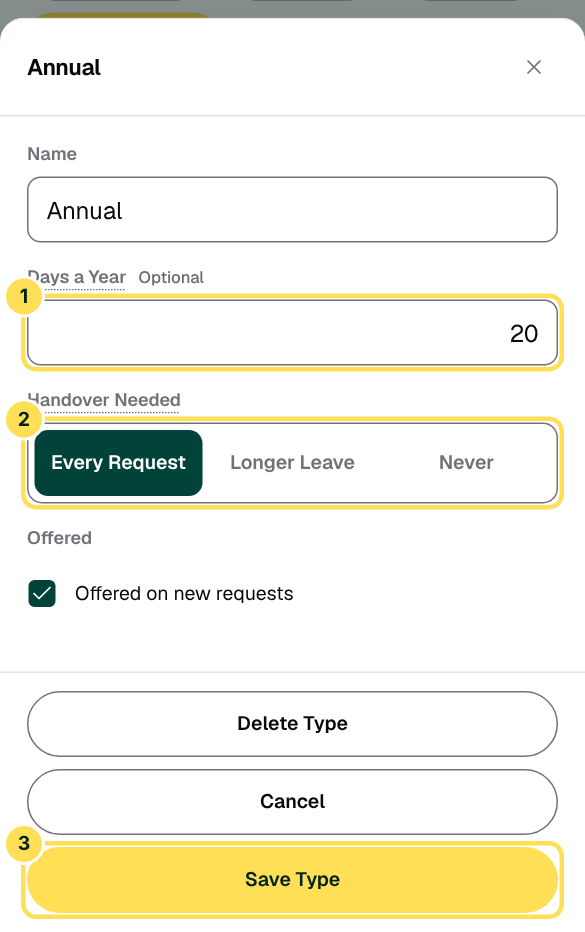 Annual
Name
Annual
Days a Year Optional
1
20
Handover Needed
2
Every Request Longer Leave Never
Offered
Offered on new requests
Delete Type
Cancel
3
Save Type